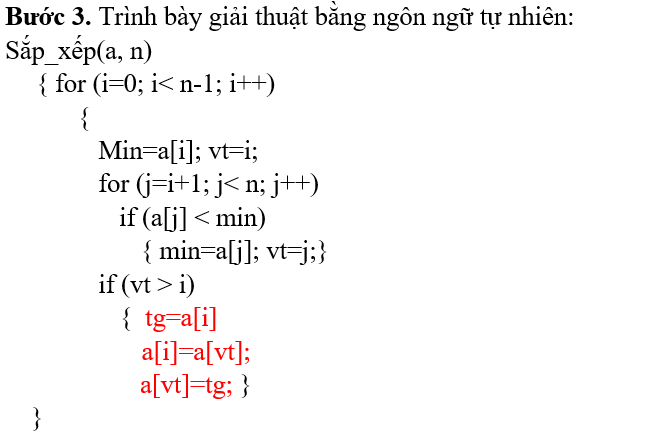 Bước 3. Trình bày giải thuật bằng ngôn ngữ tự nhiên:
Sắp_xếp(a, n)
{ for (i=0; i< n-1; i++)
{
Min=a[i]; vt=i;
for (j=i+1; j< n; j++)
if (a[j] < min)
{ min=a[j]; vt=j;}
if (vt > i)
{ tg=a[i]
a[i]=a[vt];
a[vt]=tg; }
}